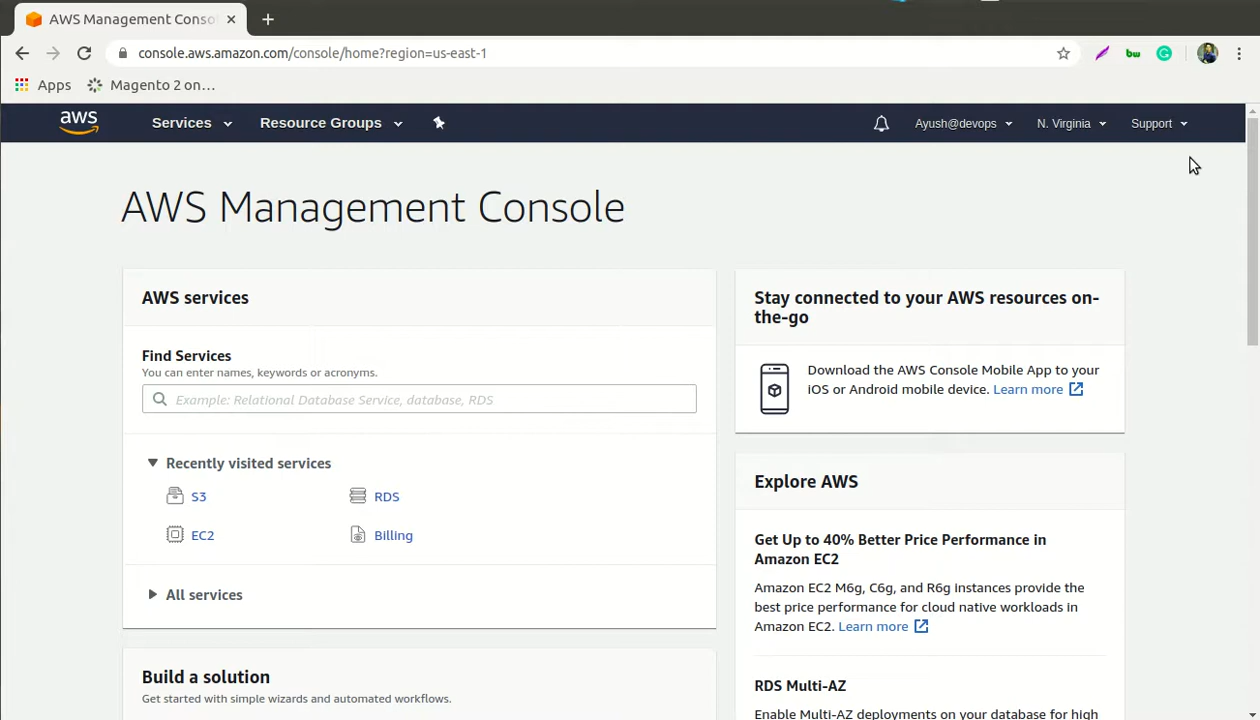 AWS Management Conso
console.aws.amazon.com/console/home?region=us-east-1
bw
G
Apps
Magento 2 on...
aws
Services
Resource Groups
Ayush@devops
N. Virginia
Support
AWS Management Console
AWS services
Find Services
You can enter names, keywords or acronyms.
Example: Relational Database Service, database, RDS
Recently visited services
S3
RDS
EC2
Billing
All services
Build a solution
Get started with simple wizards and automated workflows.
Stay connected to your AWS resources on-
the-go
Download the AWS Console Mobile App to your
iOS or Android mobile device. Learn more
Explore AWS
Get Up to 40% Better Price Performance in
Amazon EC2
Amazon EC2 M6g, C6g, and R6g instances provide the
best price performance for cloud native workloads in
Amazon EC2. Learn more
RDS Multi-AZ
Enable Multi-AZ deployments on your database for high